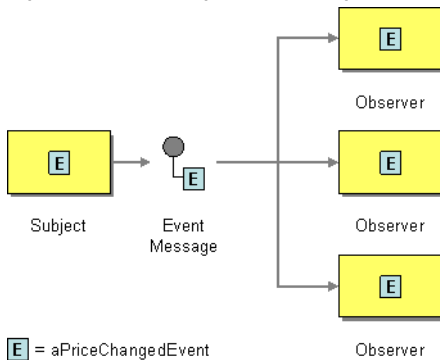 E
Observer
E
E
E
Subject
Event
Message
Observer
E
E = aPriceChangedEvent
Observer